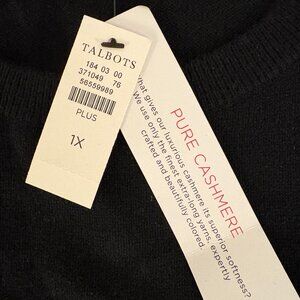 TALBOTS
184 03 00
371049 76
56559989
PLUS
1X
PURE CASHMERE
What gives our luxurious cashmere its superior softness?
We use only the finest extra-long yarns, expertly
crafted and beautifully colored.